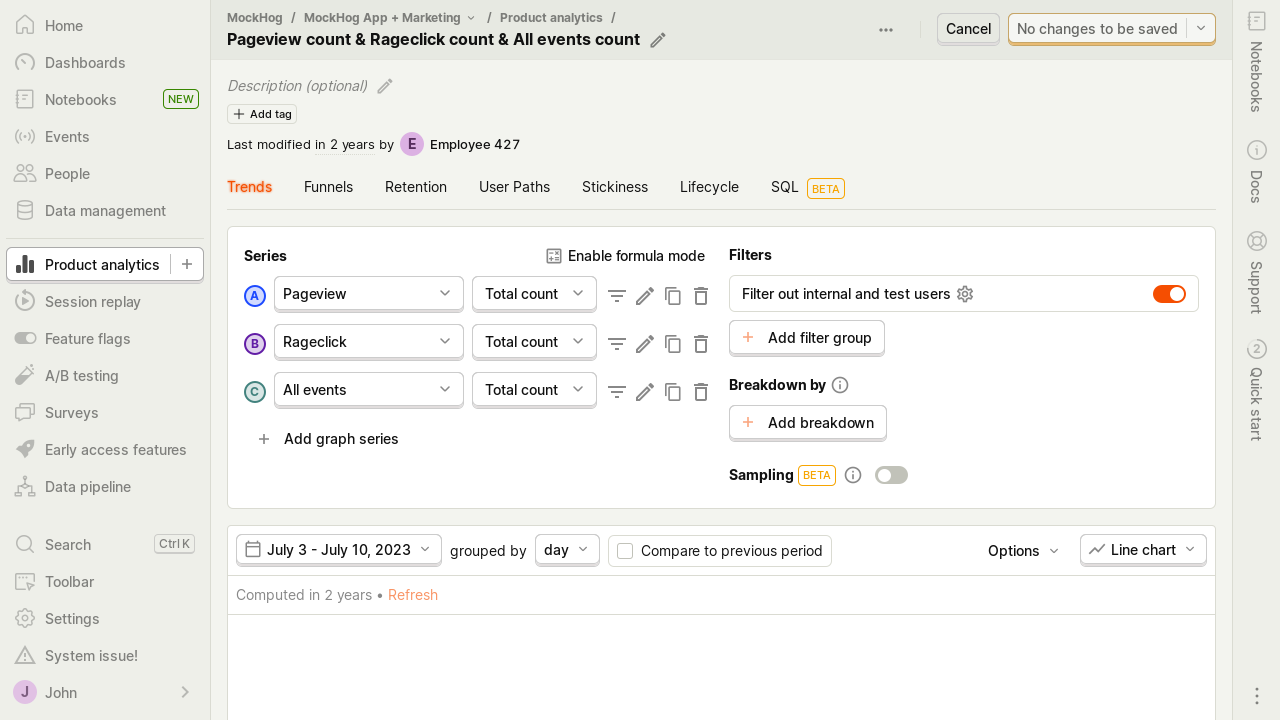 Home
Dashboards
Notebooks NEW
Events
People
Data management
Product analytics
Session replay
Feature flags
A/B testing
Surveys
Early access features
Data pipeline
Search Ctrl K
Toolbar
Settings
System issue!
J John
MockHog / MockHog App + Marketing / Product analytics /
Pageview count & Rageclick count & All events count
Cancel
No changes to be saved
Description (optional)
Add tag
Last modified in 2 years by E Employee 427
Trends Funnels Retention User Paths Stickiness Lifecycle SQL BETA
Series Enable formula mode
A Pageview Total count
B Rageclick Total count
C All events Total count
Add graph series
Filters
Filter out internal and test users
Add filter group
Breakdown by
Add breakdown
Sampling BETA
July 3 - July 10, 2023 grouped by day Compare to previous period Options Line chart
Computed in 2 years • Refresh
Notebooks
Docs
Support
2 Quick start